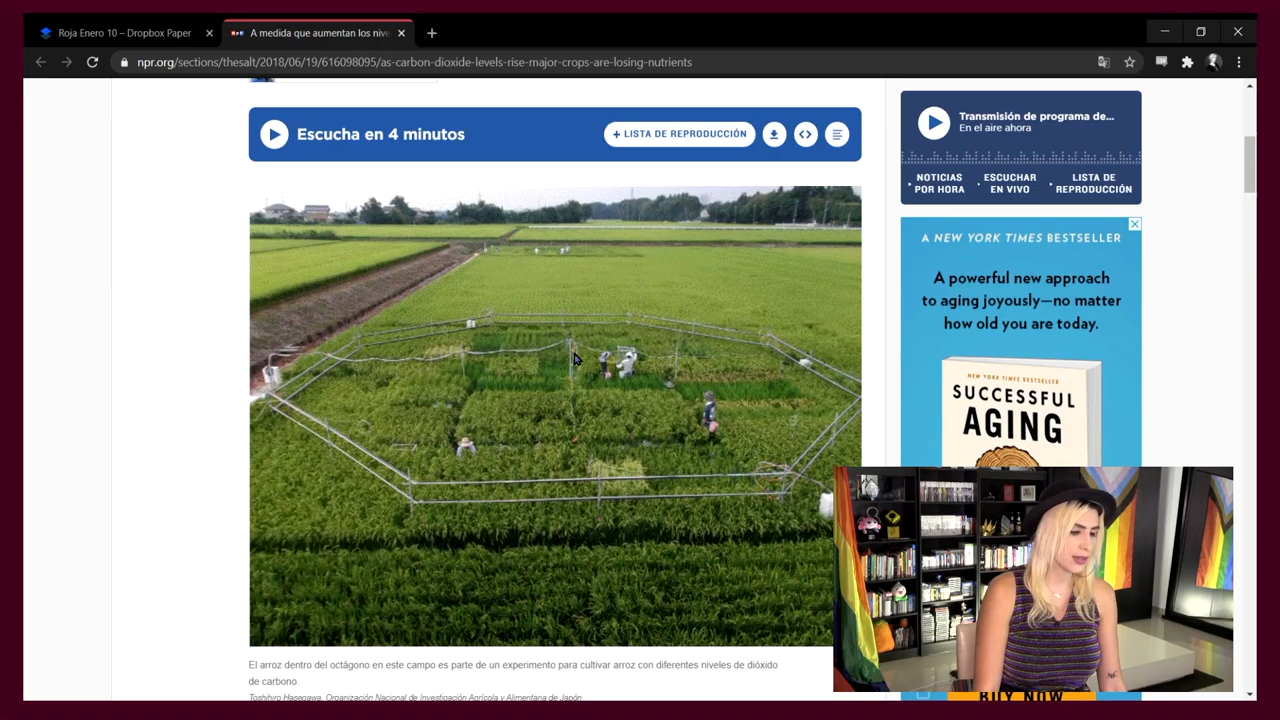 Roja Enero 10 – Dropbox Paper
A medida que aumentan los nive
npr.org/sections/thesalt/2018/06/19/616098095/as-carbon-dioxide-levels-rise-major-crops-are-losing-nutrients
Escucha en 4 minutos
+ LISTA DE REPRODUCCIÓN
Transmisión de programa de...
En el aire ahora
NOTICIAS POR HORA
ESCUCHAR EN VIVO
LISTA DE REPRODUCCIÓN
A NEW YORK TIMES BESTSELLER
A powerful new approach
to aging joyously—no matter
how old you are today.
NEW YORK TIMES BESTSELLER
SUCCESSFUL
AGING
BUY NOW
El arroz dentro del octágono en este campo es parte de un experimento para cultivar arroz con diferentes niveles de dióxido
de carbono.
Toshihiro Hasegawa, Organización Nacional de Investigación Agrícola y Alimentana de Japón